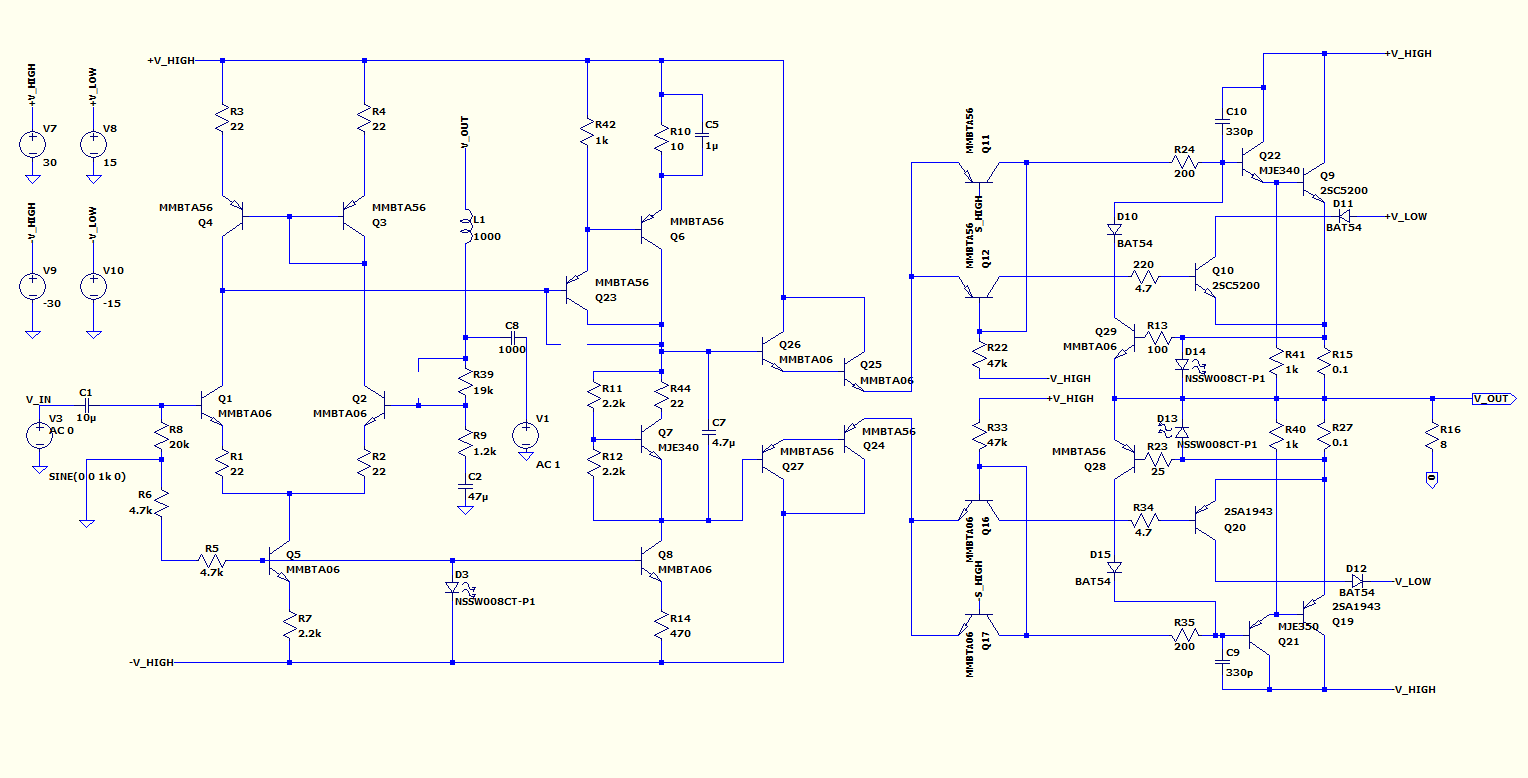 +V_HIGH
+V_LOW
V7
30
V8
15
-V_HIGH
-V_LOW
V9
-30
V10
-15
+V_HIGH
R3
22
R4
22
MMBTA56
Q4
MMBTA56
Q3
V_OUT
L1
1000
R42
1k
R10
10
C5
1µ
MMBTA56
Q6
MMBTA56
Q23
C8
1000
R39
19k
V_IN
C1
10µ
V3
AC 0
SINE(0 0 1k 0)
R8
20k
Q1
MMBTA06
Q2
MMBTA06
R9
1.2k
V1
AC 1
R1
22
R2
22
C2
47µ
R6
4.7k
R5
4.7k
Q5
MMBTA06
D3
NSSW008CT-P1
R7
2.2k
-V_HIGH
R11
2.2k
R44
22
Q7
MJE340
R12
2.2k
C7
4.7µ
Q8
MMBTA06
R14
470
Q26
MMBTA06
Q25
MMBTA06
MMBTA56
Q24
MMBTA56
Q27
MMBTA56
Q11
S_HIGH
MMBTA56
Q12
R22
47k
-V_HIGH
+V_HIGH
R33
47k
MMBTA06
Q16
S_HIGH
MMBTA06
Q17
+V_HIGH
C10
330p
R24
200
Q22
MJE340
Q9
2SC5200
D11
BAT54
+V_LOW
D10
BAT54
220
4.7
Q10
2SC5200
Q29
MMBTA06
R13
100
D14
NSSW008CT-P1
R41
1k
R15
0.1
V_OUT
D13
NSSW008CT-P1
R40
1k
R27
0.1
R16
8
0
MMBTA56
Q28
R23
25
R34
4.7
2SA1943
Q20
D15
BAT54
D12
BAT54
-V_LOW
2SA1943
Q19
R35
200
MJE350
Q21
C9
330p
-V_HIGH